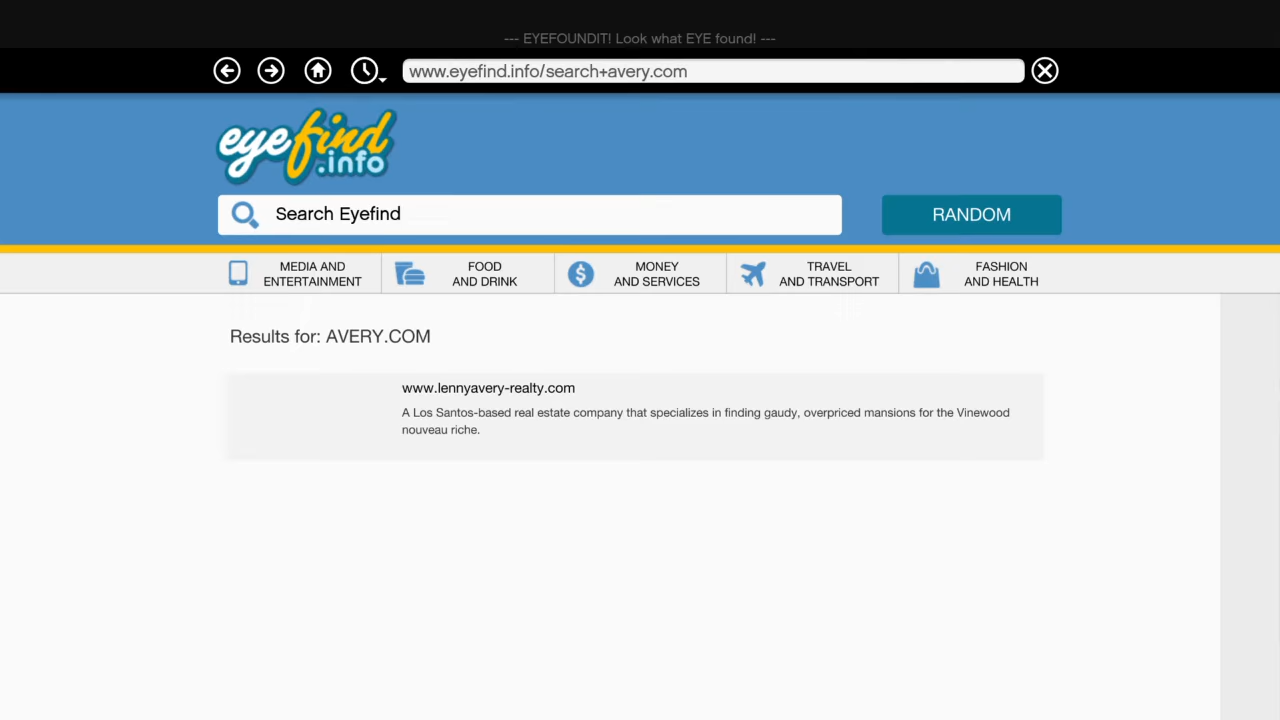 --- EYEFOUNDIT! Look what EYE found! ---
www.eyefind.info/search+avery.com
eyefind
.info
Search Eyefind
RANDOM
MEDIA AND
ENTERTAINMENT
FOOD
AND DRINK
MONEY
AND SERVICES
TRAVEL
AND TRANSPORT
FASHION
AND HEALTH
Results for: AVERY.COM
www.lennyavery-realty.com
A Los Santos-based real estate company that specializes in finding gaudy, overpriced mansions for the Vinewood
nouveau riche.